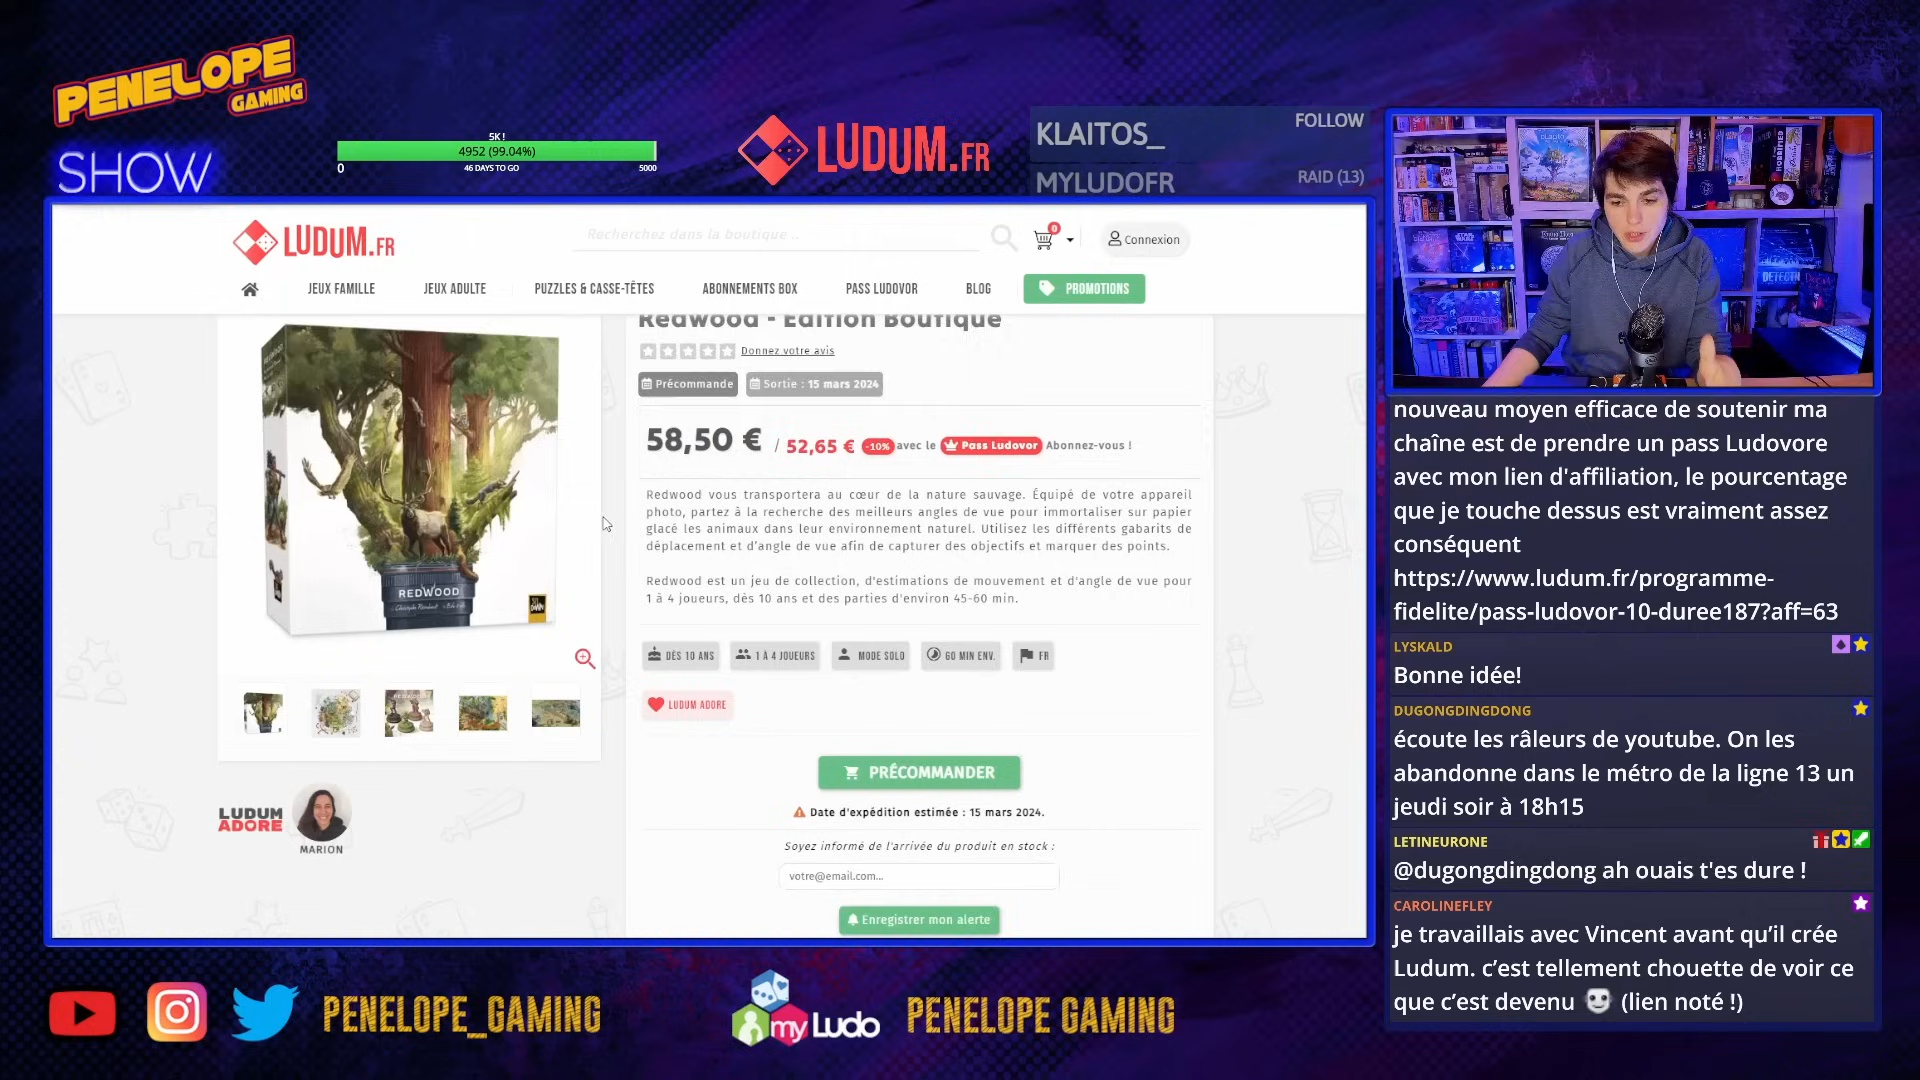 PENELOPE
GAMING
SHOW
5K !
4952 (99.04%)
0
46 DAYS TO GO
5000
LUDUM.FR
KLAITOS_
FOLLOW
MYLUDOFR
RAID (13)
LUDUM.FR
Recherchez dans la boutique ..
0
Connexion
JEUX FAMILLE
JEUX ADULTE
PUZZLES & CASSE-TÊTES
ABONNEMENTS BOX
PASS LUDOVOR
BLOG
PROMOTIONS
Redwood - Edition Boutique
Donnez votre avis
Précommande
Sortie : 15 mars 2024
58,50 € / 52,65 € -10% avec le Pass Ludovor Abonnez-vous !
Redwood vous transportera au cœur de la nature sauvage. Équipé de votre appareil
photo, partez à la recherche des meilleurs angles de vue pour immortaliser sur papier
glacé les animaux dans leur environnement naturel. Utilisez les différents gabarits de
déplacement et d'angle de vue afin de capturer des objectifs et marquer des points.
Redwood est un jeu de collection, d'estimations de mouvement et d'angle de vue pour
1 à 4 joueurs, dès 10 ans et des parties d'environ 45-60 min.
DÈS 10 ANS
1 À 4 JOUEURS
MODE SOLO
60 MIN ENV.
FR
LUDUM ADORE
PRÉCOMMANDER
Date d'expédition estimée : 15 mars 2024.
Soyez informé de l'arrivée du produit en stock :
votre@email.com...
Enregistrer mon alerte
REDWOOD
LUDUM
ADORE
MARION
nouveau moyen efficace de soutenir ma
chaîne est de prendre un pass Ludovore
avec mon lien d'affiliation, le pourcentage
que je touche dessus est vraiment assez
conséquent
https://www.ludum.fr/programme-
fidelite/pass-ludovor-10-duree187?aff=63
LYSKALD
Bonne idée!
DUGONGDINGDONG
écoute les râleurs de youtube. On les
abandonne dans le métro de la ligne 13 un
jeudi soir à 18h15
LETINEURONE
@dugongdingdong ah ouais t'es dure !
CAROLINEFLEY
je travaillais avec Vincent avant qu'il crée
Ludum. c'est tellement chouette de voir ce
que c'est devenu (lien noté !)
PENELOPE_GAMING
myLudo
PENELOPE GAMING